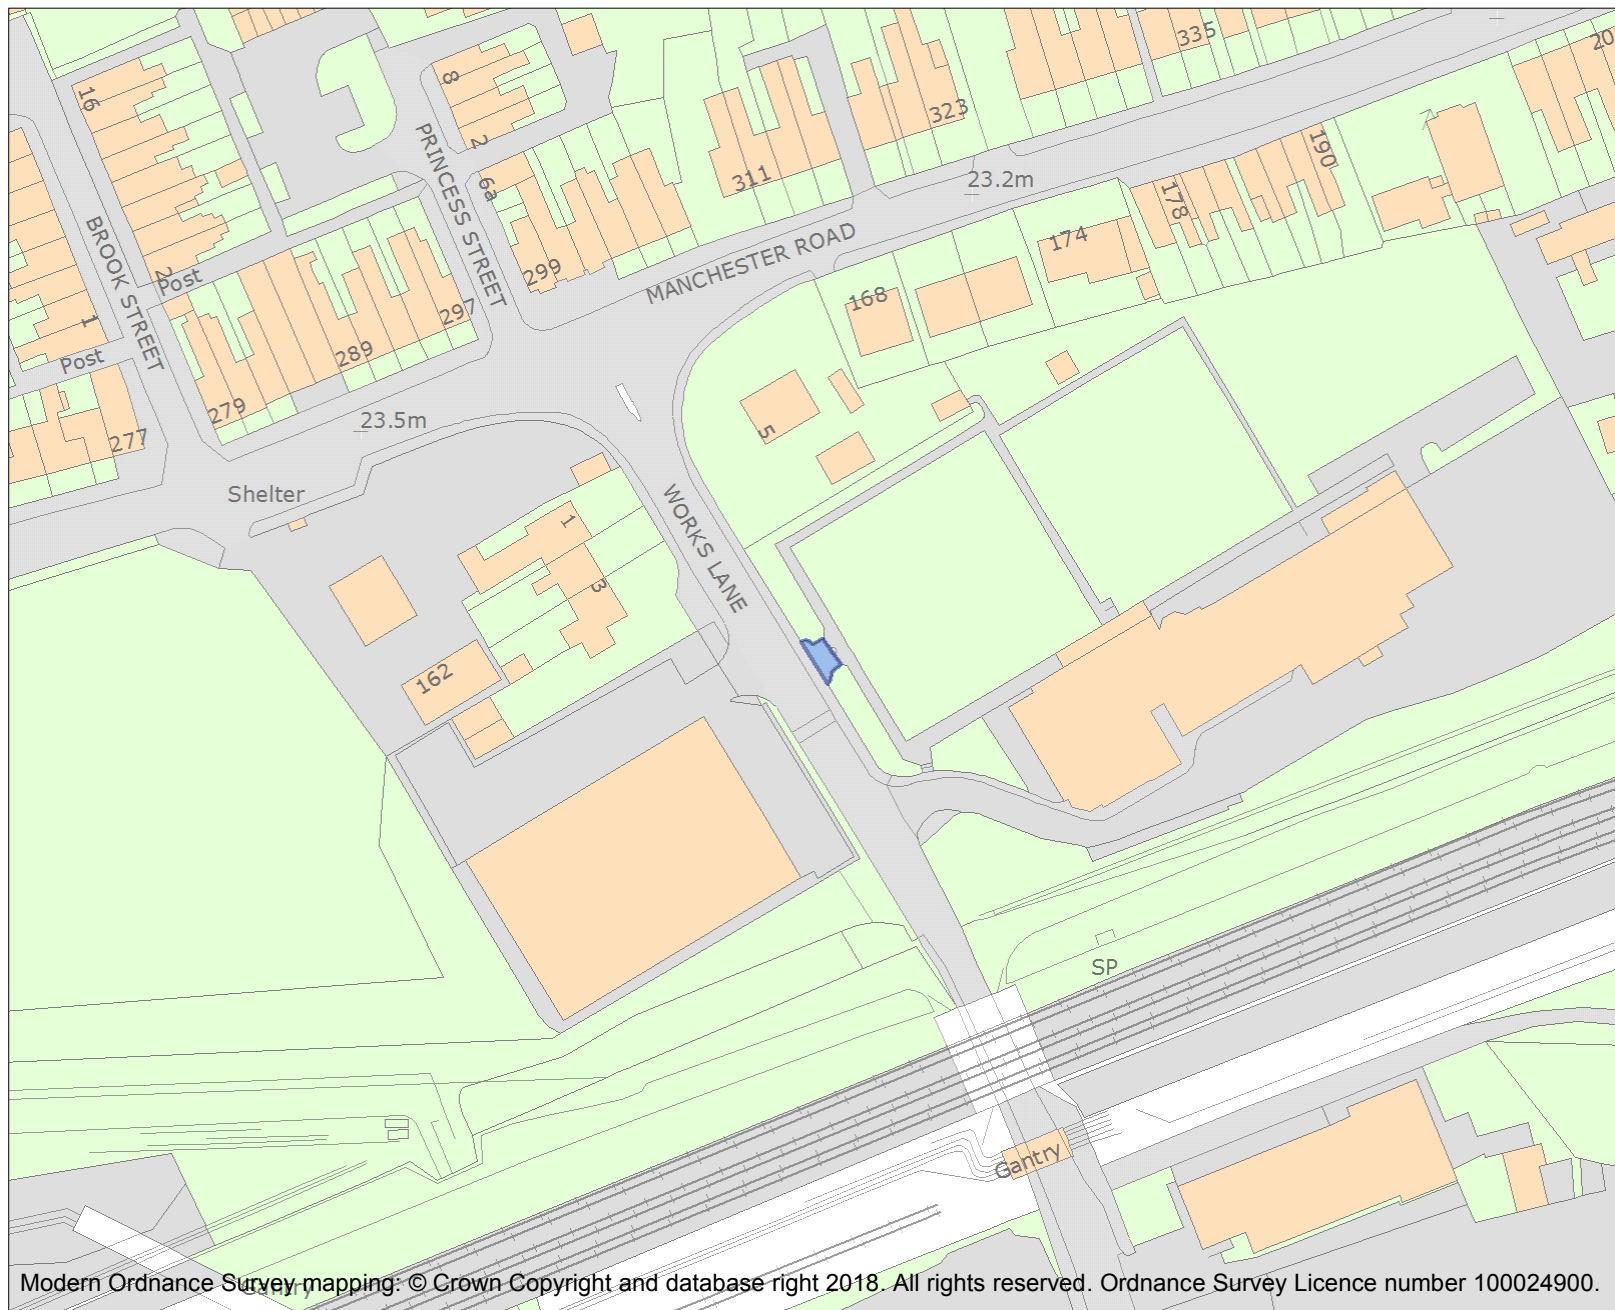 335
20
8
16
323
2
PRINCESS STREET
190
311
6a
23.2m
178
BROOK STREET
174
MANCHESTER ROAD
299
2
Post
168
297
1
289
Post
279
23.5m
5
277
Shelter
WORKS LANE
1
3
162
SP
Gantry
Gantry
Modern Ordnance Survey mapping: © Crown Copyright and database right 2018. All rights reserved. Ordnance Survey Licence number 100024900.